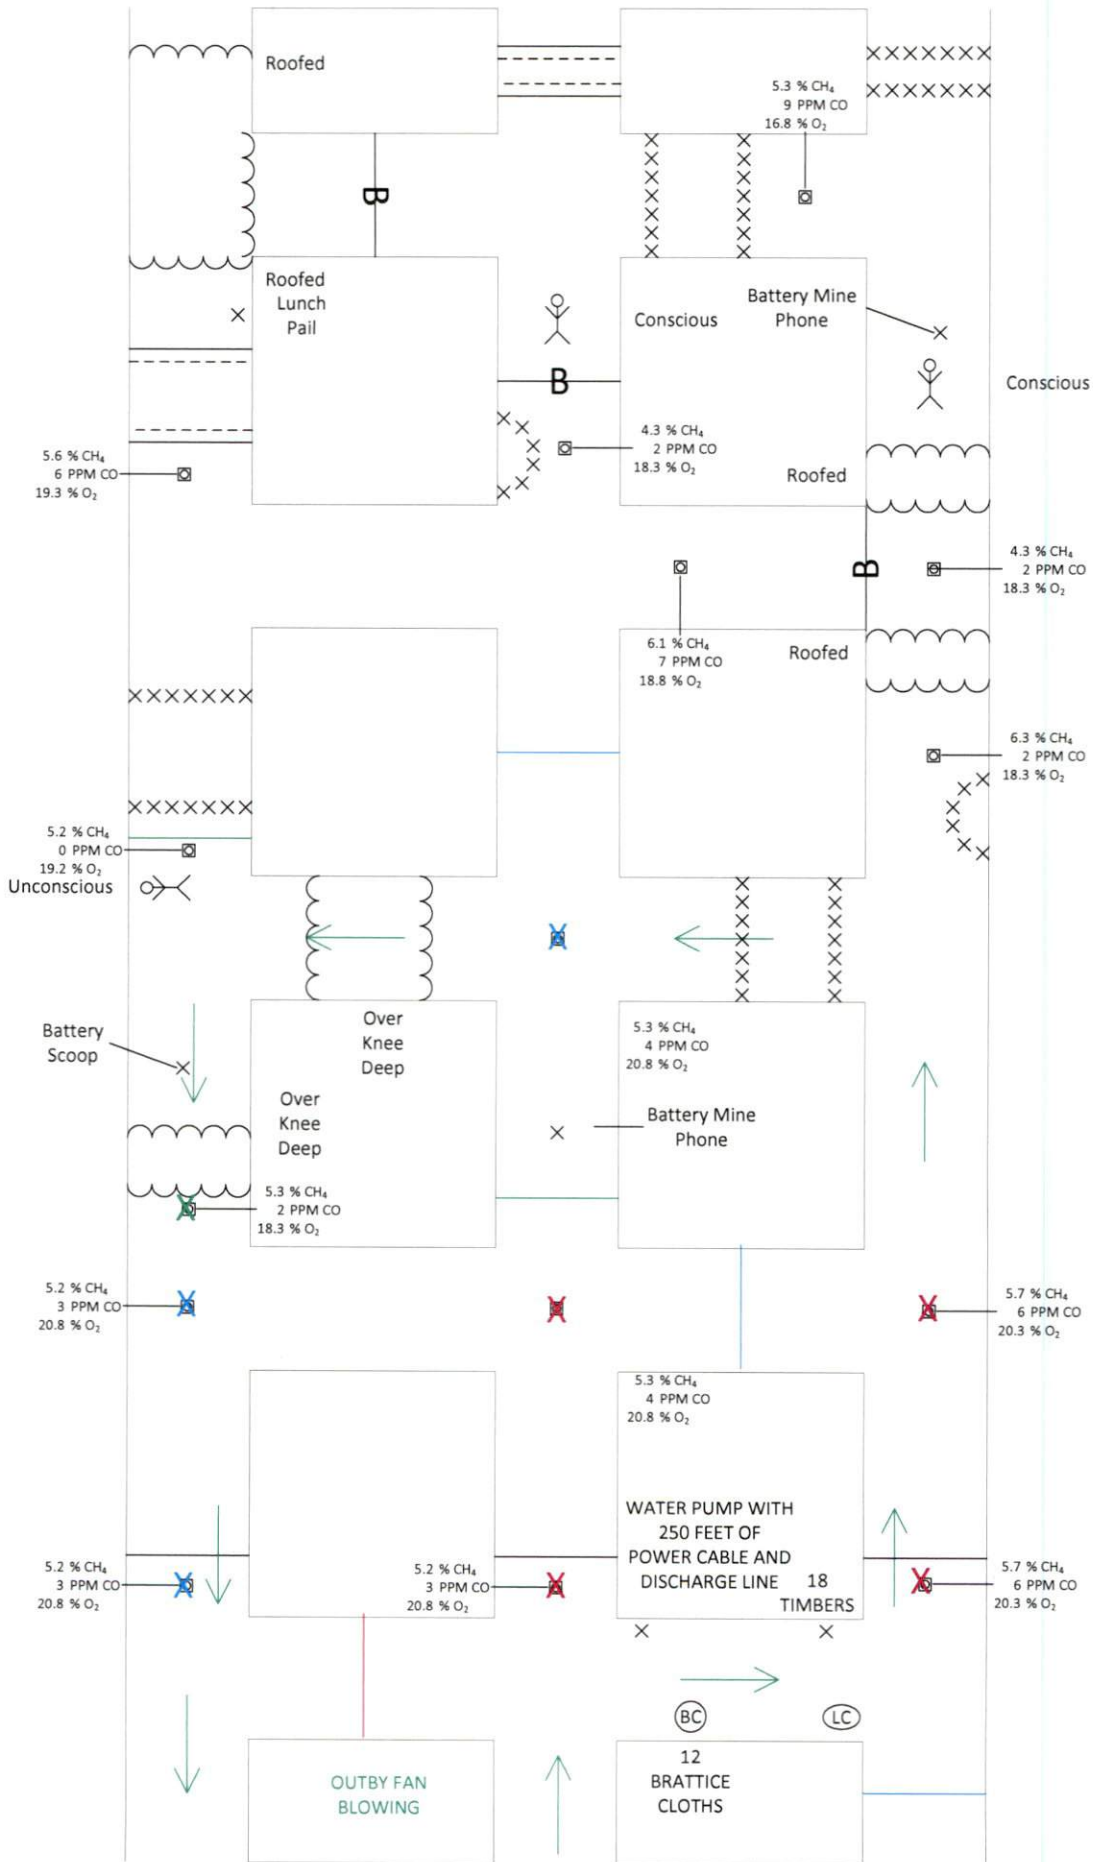 Roofed
5.3 % CH₄
9 PPM CO
16.8 % O₂
B
Roofed
Lunch
Pail
Conscious
Battery Mine
Phone
Conscious
B
4.3 % CH₄
2 PPM CO
18.3 % O₂
5.6 % CH₄
6 PPM CO
19.3 % O₂
Roofed
B
4.3 % CH₄
2 PPM CO
18.3 % O₂
6.1 % CH₄
7 PPM CO
18.8 % O₂
Roofed
6.3 % CH₄
2 PPM CO
18.3 % O₂
5.2 % CH₄
0 PPM CO
19.2 % O₂
Unconscious
Battery
Scoop
Over
Knee
Deep
Over
Knee
Deep
5.3 % CH₄
4 PPM CO
20.8 % O₂
Battery Mine
Phone
5.3 % CH₄
2 PPM CO
18.3 % O₂
5.2 % CH₄
3 PPM CO
20.8 % O₂
5.7 % CH₄
6 PPM CO
20.3 % O₂
5.3 % CH₄
4 PPM CO
20.8 % O₂
WATER PUMP WITH
250 FEET OF
POWER CABLE AND
DISCHARGE LINE
18
TIMBERS
5.2 % CH₄
3 PPM CO
20.8 % O₂
5.2 % CH₄
3 PPM CO
20.8 % O₂
5.7 % CH₄
6 PPM CO
20.3 % O₂
BC
LC
OUTBY FAN
BLOWING
12
BRATTICE
CLOTHS